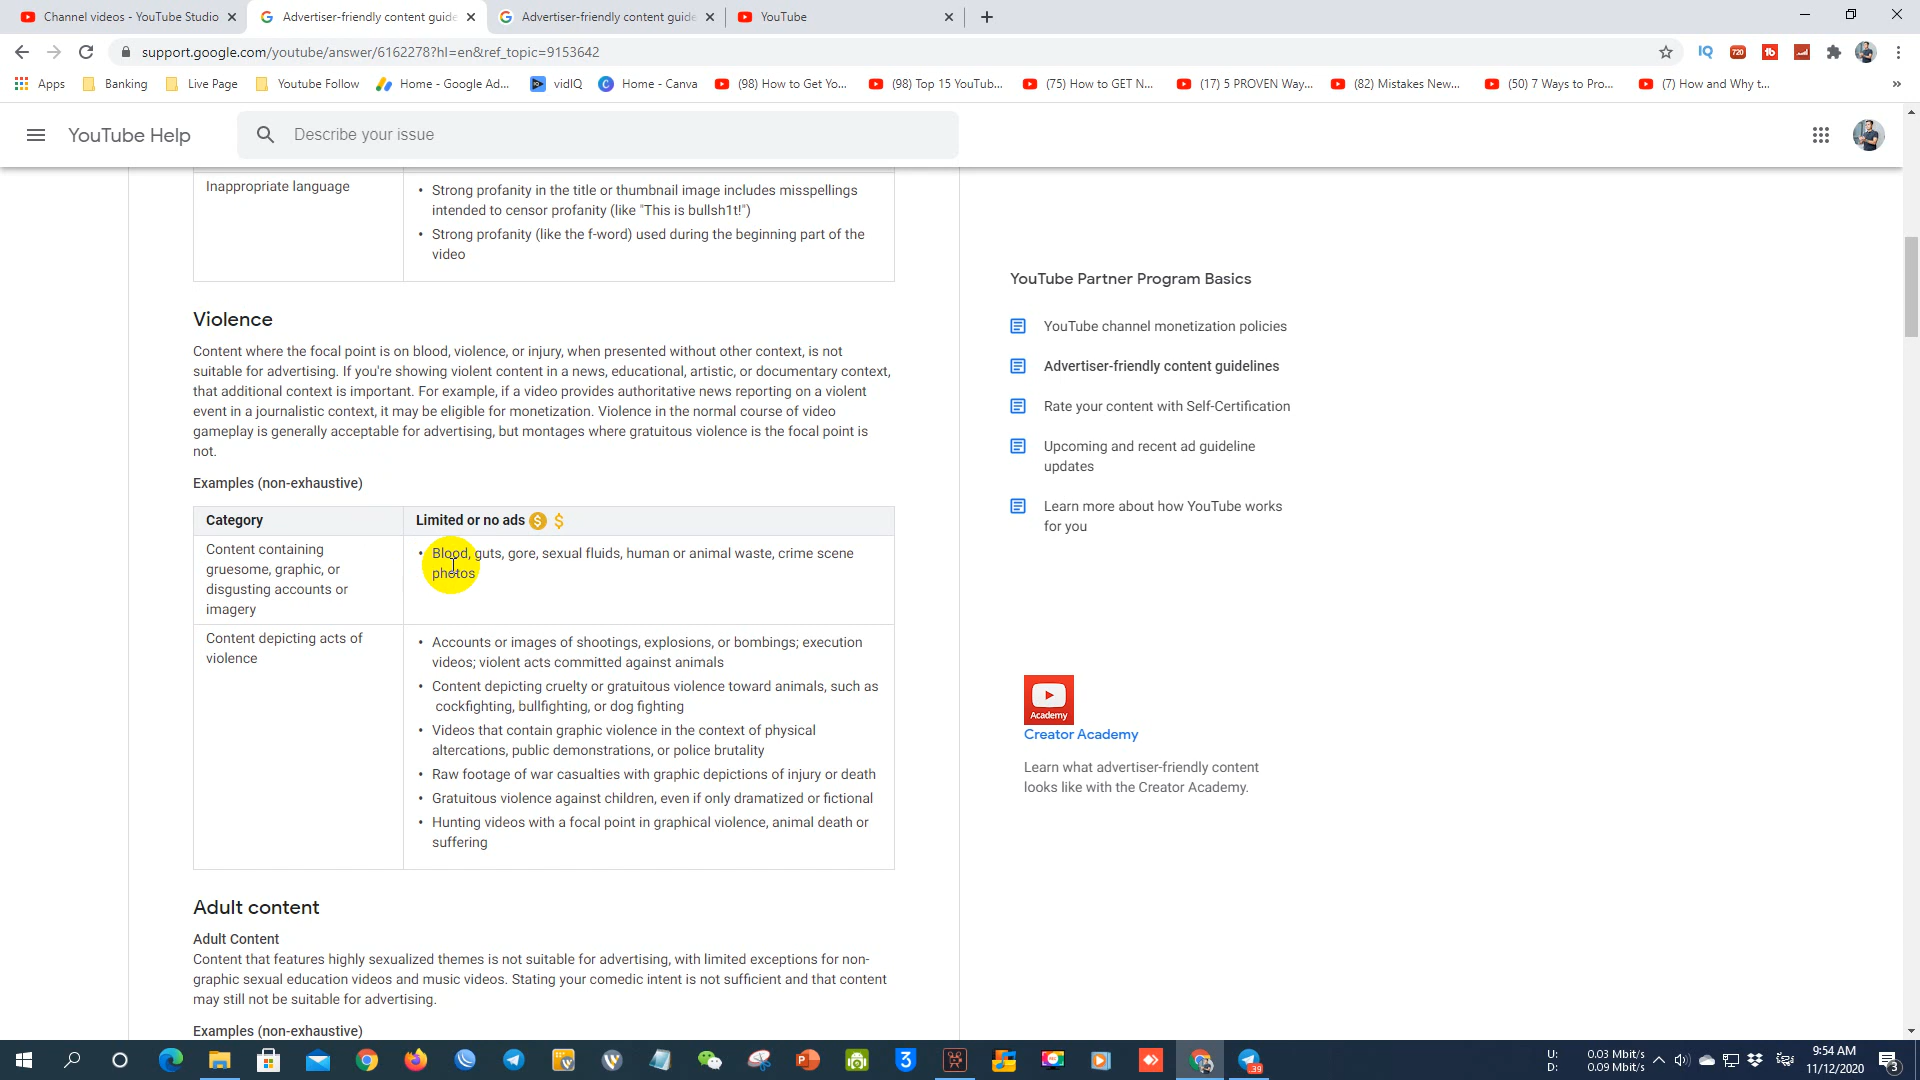 Channel videos - YouTube Studio
Advertiser-friendly content guide
Advertiser-friendly content guide
YouTube
support.google.com/youtube/answer/6162278?hl=en&ref_topic=9153642
Apps
Banking
Live Page
Youtube Follow
Home - Google Ad...
vidIQ
Home - Canva
(98) How to Get Yo...
(98) Top 15 YouTub...
(75) How to GET N...
(17) 5 PROVEN Way...
(82) Mistakes New...
(50) 7 Ways to Pro...
(7) How and Why t...
YouTube Help
Describe your issue
Inappropriate language
• Strong profanity in the title or thumbnail image includes misspellings
intended to censor profanity (like "This is bullsh1t!")
• Strong profanity (like the f-word) used during the beginning part of the
video
Violence
Content where the focal point is on blood, violence, or injury, when presented without other context, is not
suitable for advertising. If you're showing violent content in a news, educational, artistic, or documentary context,
that additional context is important. For example, if a video provides authoritative news reporting on a violent
event in a journalistic context, it may be eligible for monetization. Violence in the normal course of video
gameplay is generally acceptable for advertising, but montages where gratuitous violence is the focal point is
not.
Examples (non-exhaustive)
Category
Limited or no ads
Content containing
gruesome, graphic, or
disgusting accounts or
imagery
• Blood, guts, gore, sexual fluids, human or animal waste, crime scene
photos
Content depicting acts of
violence
• Accounts or images of shootings, explosions, or bombings; execution
videos; violent acts committed against animals
• Content depicting cruelty or gratuitous violence toward animals, such as
cockfighting, bullfighting, or dog fighting
• Videos that contain graphic violence in the context of physical
altercations, public demonstrations, or police brutality
• Raw footage of war casualties with graphic depictions of injury or death
• Gratuitous violence against children, even if only dramatized or fictional
• Hunting videos with a focal point in graphical violence, animal death or
suffering
Adult content
Adult Content
Content that features highly sexualized themes is not suitable for advertising, with limited exceptions for non-
graphic sexual education videos and music videos. Stating your comedic intent is not sufficient and that content
may still not be suitable for advertising.
Examples (non-exhaustive)
YouTube Partner Program Basics
YouTube channel monetization policies
Advertiser-friendly content guidelines
Rate your content with Self-Certification
Upcoming and recent ad guideline
updates
Learn more about how YouTube works
for you
Academy
Creator Academy
Learn what advertiser-friendly content
looks like with the Creator Academy.
U: 0.03 Mbit/s
D: 0.09 Mbit/s
9:54 AM
11/12/2020
3